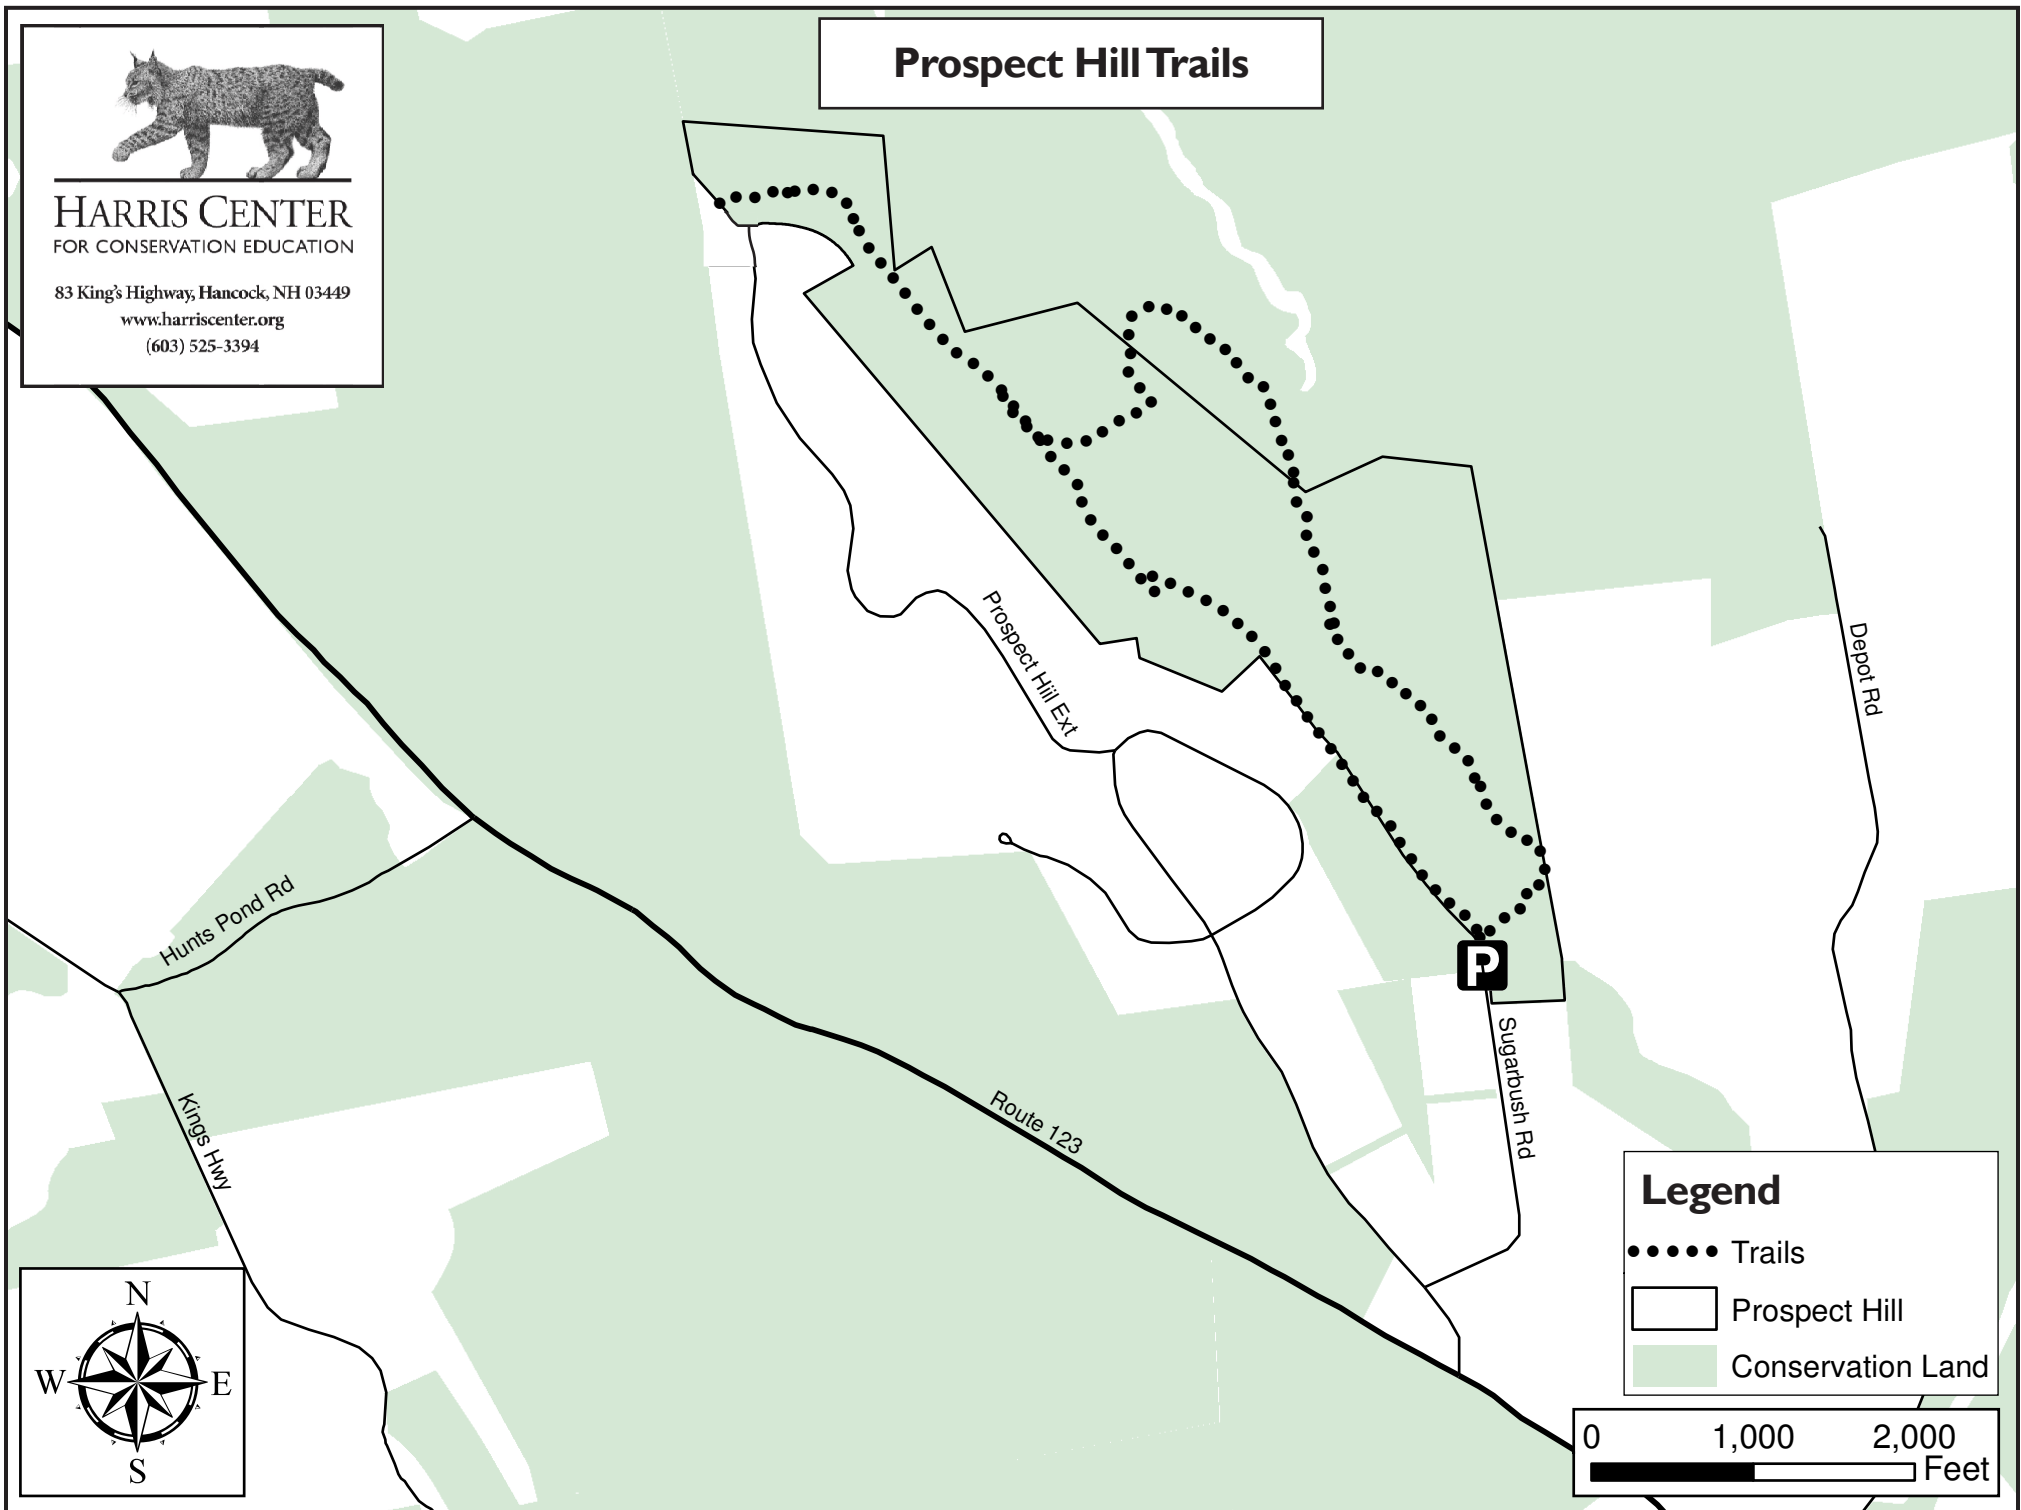 Prospect Hill Trails
HARRIS CENTER
FOR CONSERVATION EDUCATION
83 King's Highway, Hancock, NH 03449
www.harriscenter.org
(603) 525-3394
Prospect Hill Ext
Depot Rd
Hunts Pond Rd
P
Sugarbush Rd
Kings Hwy
Route 123
Legend
Trails
Prospect Hill
Conservation Land
N
W E
S
0 1,000 2,000
Feet